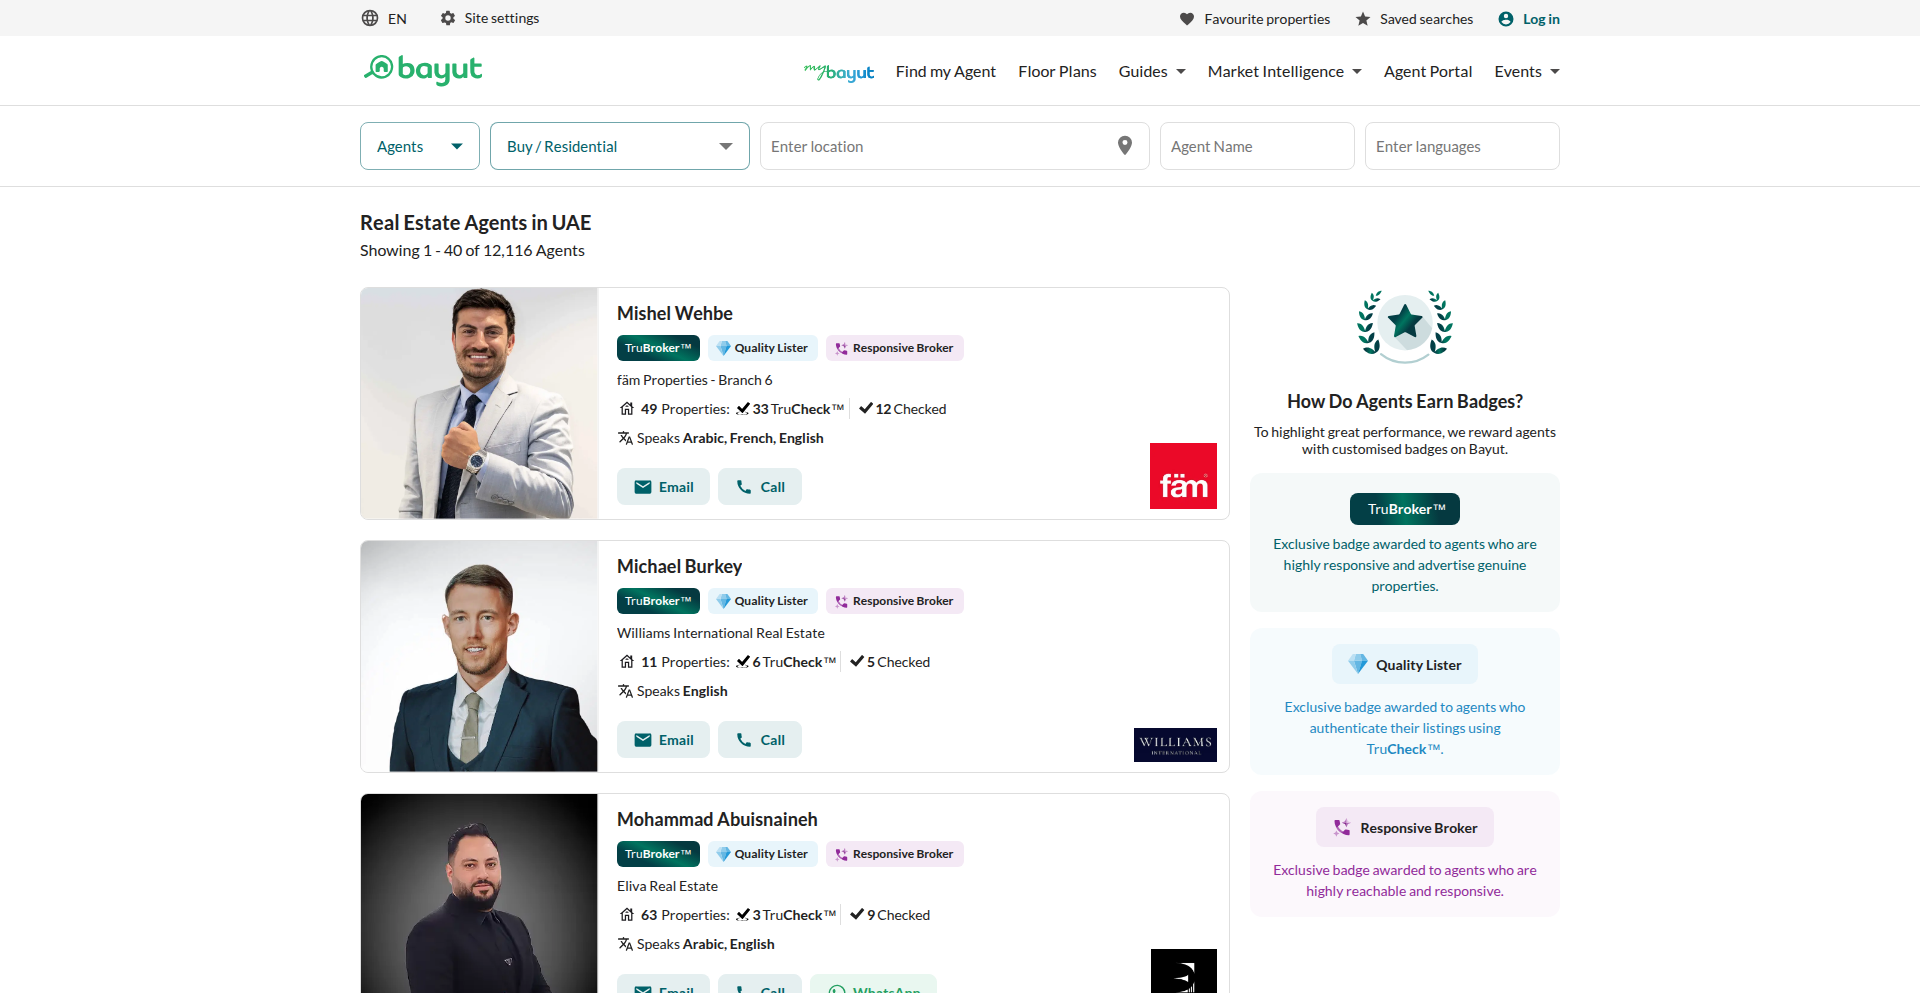 EN
Site settings
Favourite properties
Saved searches
Log in
bayut
mybayut
Find my Agent
Floor Plans
Guides
Market Intelligence
Agent Portal
Events
Agents
Buy / Residential
Enter location
Agent Name
Enter languages
Real Estate Agents in UAE
Showing 1 - 40 of 12,116 Agents
Mishel Wehbe
TruBroker™
Quality Lister
Responsive Broker
fäm Properties - Branch 6
49 Properties: 33 TruCheck™ 12 Checked
Speaks Arabic, French, English
Email
Call
fäm
Michael Burkey
TruBroker™
Quality Lister
Responsive Broker
Williams International Real Estate
11 Properties: 6 TruCheck™ 5 Checked
Speaks English
Email
Call
WILLIAMS
INTERNATIONAL
Mohammad Abuisnaineh
TruBroker™
Quality Lister
Responsive Broker
Eliva Real Estate
63 Properties: 3 TruCheck™ 9 Checked
Speaks Arabic, English
Email
Call
WhatsApp
How Do Agents Earn Badges?
To highlight great performance, we reward agents
with customised badges on Bayut.
TruBroker™
Exclusive badge awarded to agents who are
highly responsive and advertise genuine
properties.
Quality Lister
Exclusive badge awarded to agents who
authenticate their listings using
TruCheck™.
Responsive Broker
Exclusive badge awarded to agents who are
highly reachable and responsive.